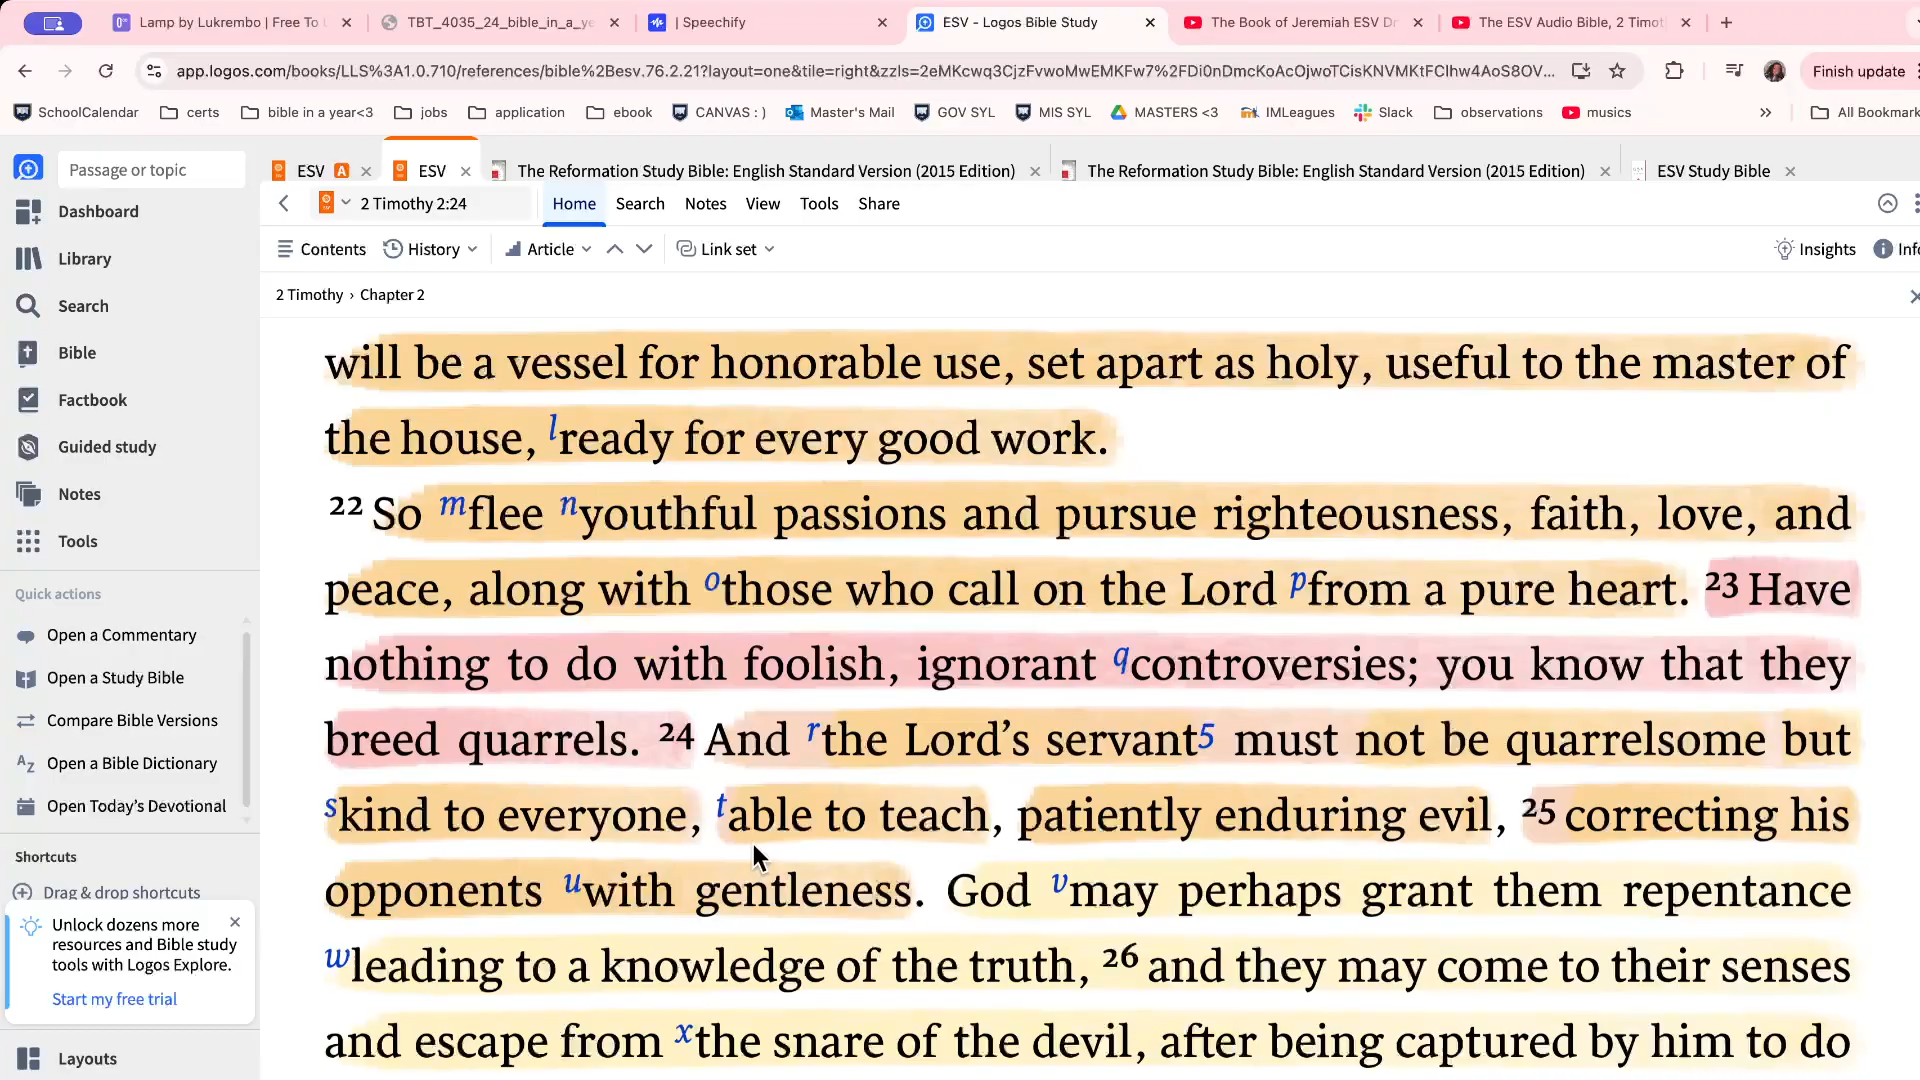 Lamp by Lukrembo | Free To
TBT_4035_24_bible_in_a_ye
| Speechify
ESV - Logos Bible Study
The Book of Jeremiah ESV Dr
The ESV Audio Bible, 2 Timot
app.logos.com/books/LLS%3A1.0.710/references/bible%2Besv.76.2.21?layout=one&tile=right&zzls=2eMKcwq3CjzFvwoMwEMKFw7%2FDi0nDmcKoAcOjwoTCisKNVMKtFClhw4AoS8OV...
Finish update
SchoolCalendar
certs
bible in a year<3
jobs
application
ebook
CANVAS : )
Master's Mail
GOV SYL
MIS SYL
MASTERS <3
IMLeagues
Slack
observations
musics
All Bookmark
Passage or topic
ESV A
ESV
The Reformation Study Bible: English Standard Version (2015 Edition)
The Reformation Study Bible: English Standard Version (2015 Edition)
ESV Study Bible
2 Timothy 2:24
Home
Search
Notes
View
Tools
Share
Contents
History
Article
Link set
Insights
Info
2 Timothy › Chapter 2
Dashboard
Library
Search
Bible
Factbook
Guided study
Notes
Tools
Quick actions
Open a Commentary
Open a Study Bible
Compare Bible Versions
Open a Bible Dictionary
Open Today's Devotional
Shortcuts
Drag & drop shortcuts
Unlock dozens more
resources and Bible study
tools with Logos Explore.
Start my free trial
Layouts
will be a vessel for honorable use, set apart as holy, useful to the master of
the house, l ready for every good work.
22 So m flee n youthful passions and pursue righteousness, faith, love, and
peace, along with o those who call on the Lord p from a pure heart. 23 Have
nothing to do with foolish, ignorant q controversies; you know that they
breed quarrels. 24 And r the Lord’s servant5 must not be quarrelsome but
s kind to everyone, t able to teach, patiently enduring evil, 25 correcting his
opponents u with gentleness. God v may perhaps grant them repentance
w leading to a knowledge of the truth, 26 and they may come to their senses
and escape from x the snare of the devil, after being captured by him to do